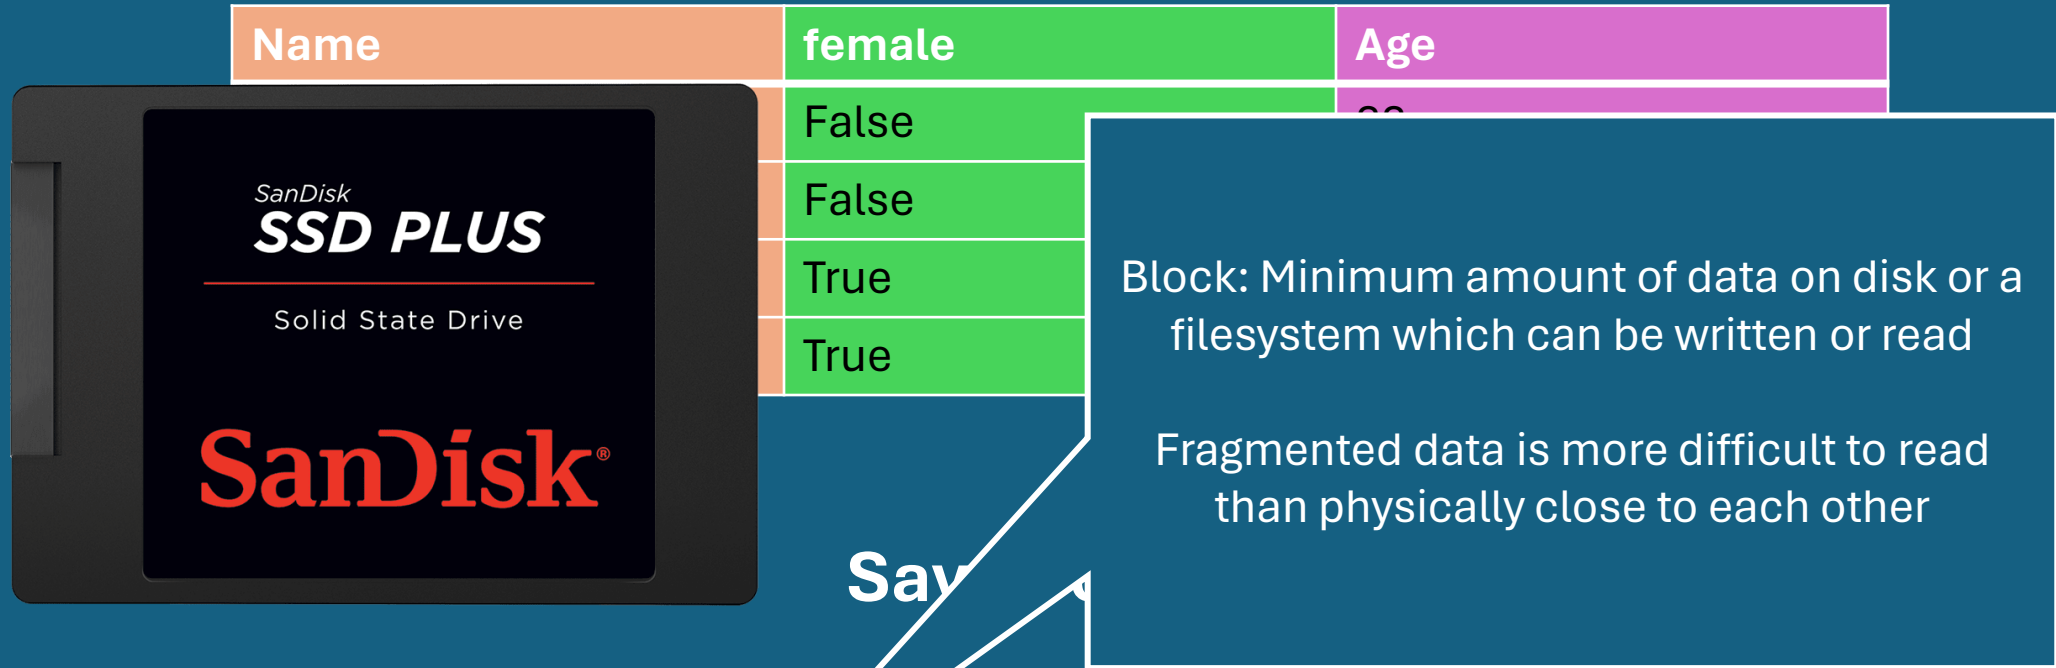 Name female Age
False
False
True
True
SanDisk
SSD PLUS
Solid State Drive
SanDisk®
Block: Minimum amount of data on disk or a
filesystem which can be written or read
Fragmented data is more difficult to read
than physically close to each other